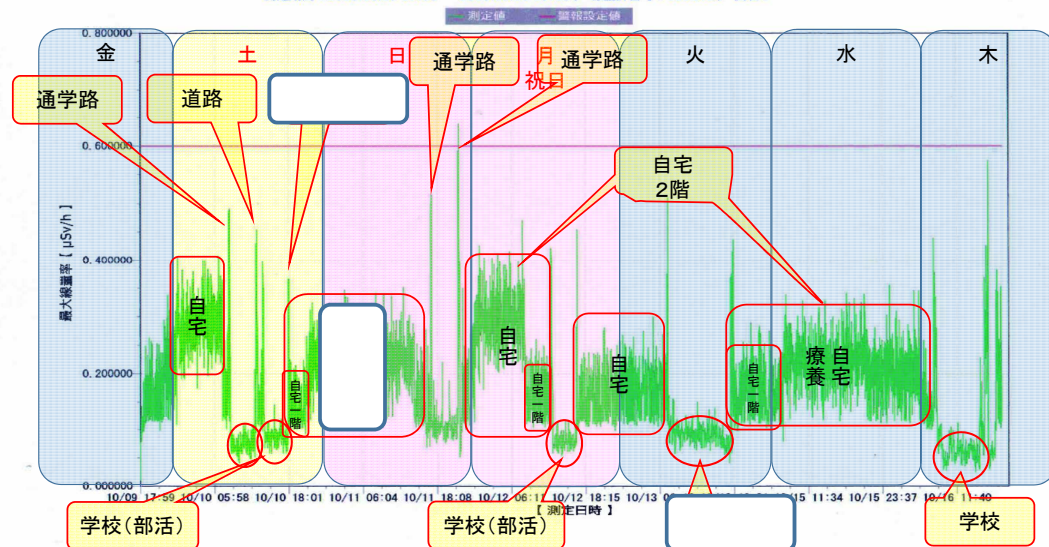 測定値 警報設定値
0.800000
金
土
日
月
祝日
火
水
木
通学路
道路
通学路
通学路
0.600000
自宅
2階
最大線量率 [ μSv/h ]
0.400000
自宅
自宅
自宅
自宅
療養
0.200000
自宅一階
自宅一階
自宅一階
0.000000
10/09 17:59 10/10 05:58 10/10 18:01 10/11 06:04 10/11 18:08 10/12 06:11 10/12 18:15 10/13 15 11:34 10/15 23:37 10/16 11:40
【 測定日時 】
学校(部活)
学校(部活)
学校